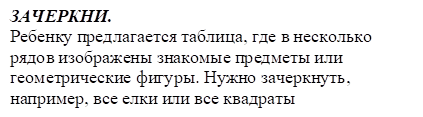 ЗАЧЕРКНИ.
Ребенку предлагается таблица, где в несколько
рядов изображены знакомые предметы или
геометрические фигуры. Нужно зачеркнуть,
например, все елки или все квадраты